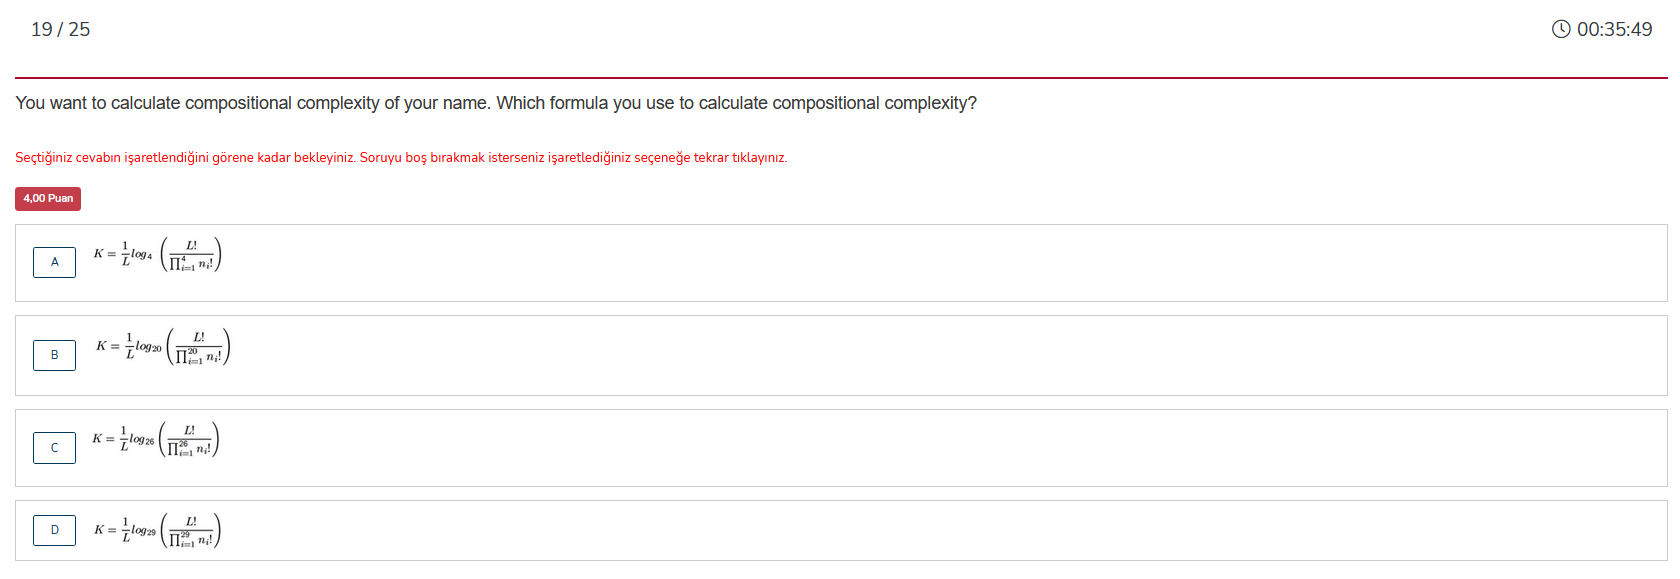 19 / 25
00:35:49
You want to calculate compositional complexity of your name. Which formula you use to calculate compositional complexity?
Seçtiğiniz cevabın işaretlendiğini görene kadar bekleyiniz. Soruyu boş bırakmak isterseniz işaretlediğiniz seçeneğe tekrar tıklayınız.
4,00 Puan
A K = \frac{1}{L} log_4 \left( \frac{L!}{\prod_{i=1}^{4} n_i!} \right)
B K = \frac{1}{L} log_{20} \left( \frac{L!}{\prod_{i=1}^{20} n_i!} \right)
C K = \frac{1}{L} log_{26} \left( \frac{L!}{\prod_{i=1}^{26} n_i!} \right)
D K = \frac{1}{L} log_{29} \left( \frac{L!}{\prod_{i=1}^{29} n_i!} \right)